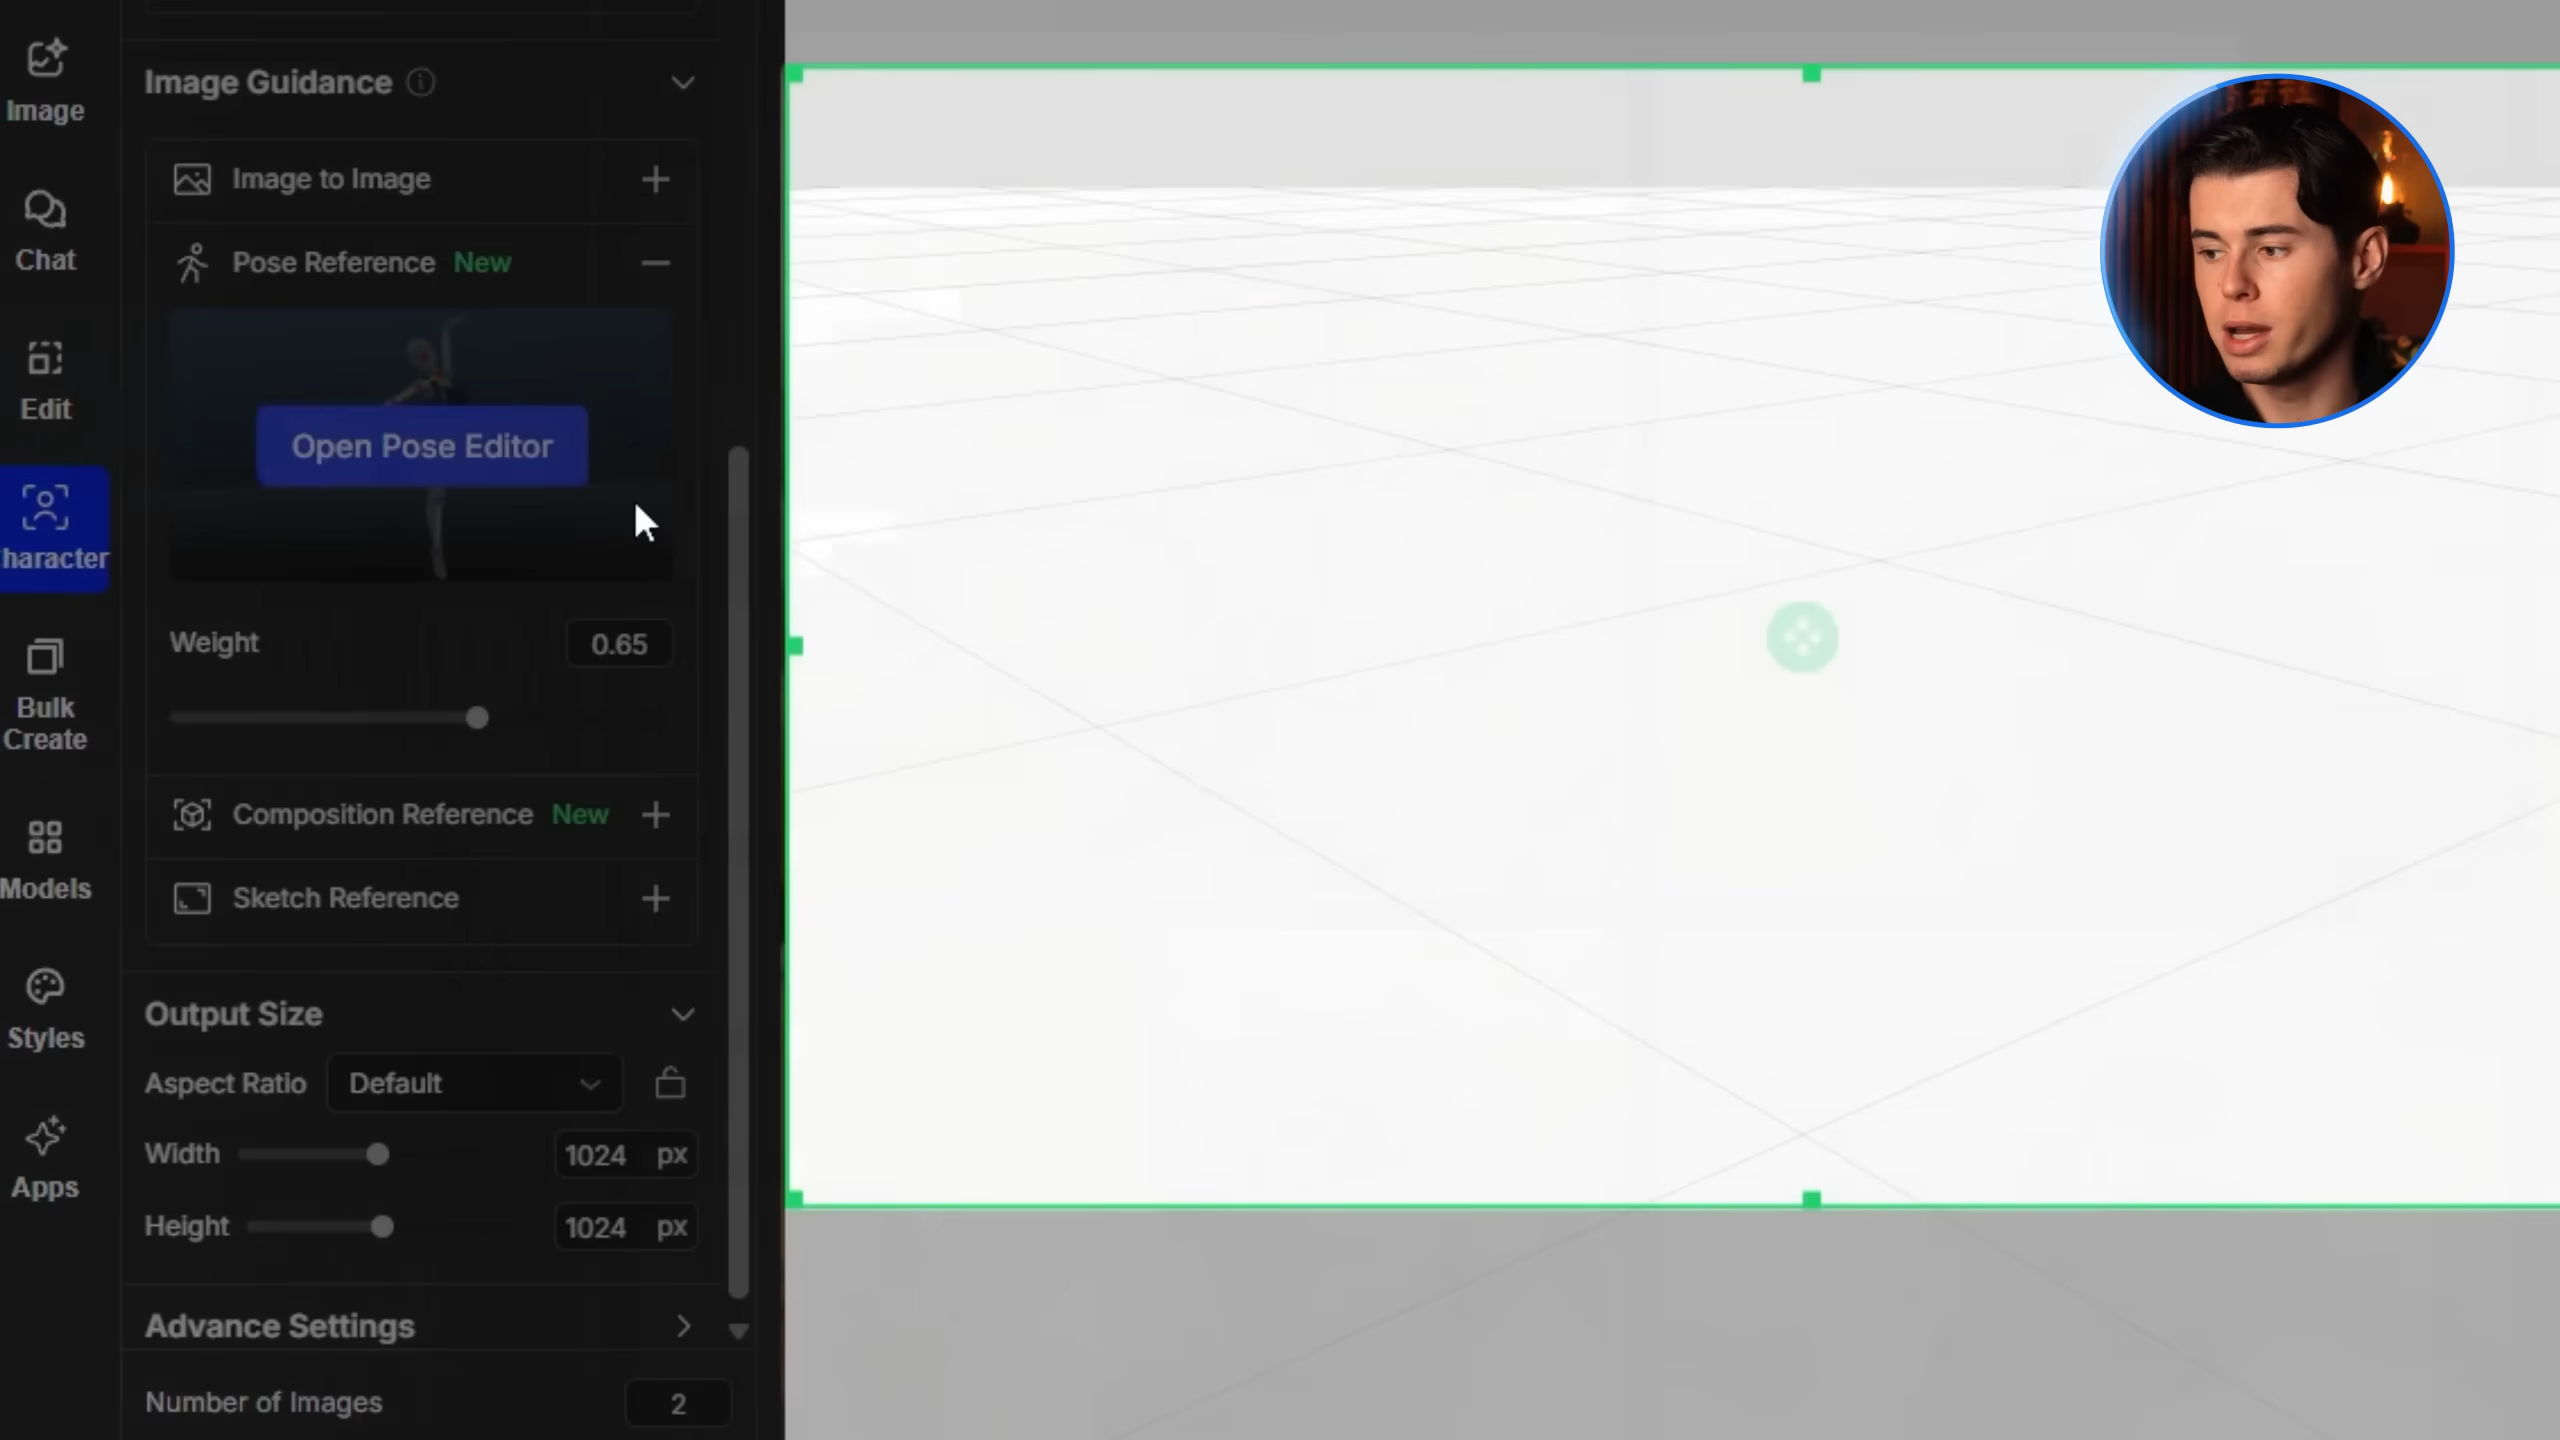 Image
Chat
Edit
haracter
Bulk
Create
Models
Styles
Apps
Image Guidance
Image to Image
Pose Reference New
Open Pose Editor
Weight 0.65
Composition Reference New
Sketch Reference
Output Size
Aspect Ratio Default
Width 1024 px
Height 1024 px
Advance Settings
Number of Images 2